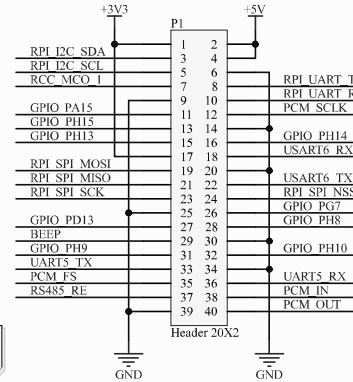 +3V3 +5V
P1
1 2
RPI_I2C_SDA 3 4
RPI_I2C_SCL 5 6
RCC_MCO_1 7 8 RPI_UART_T
9 10 RPI_UART_R
GPIO_PA15 11 12 PCM_SCLK
GPIO_PH15 13 14
GPIO_PH13 15 16 GPIO_PH14
17 18 USART6_RX
RPI_SPI_MOSI 19 20
RPI_SPI_MISO 21 22 USART6_TX
RPI_SPI_SCK 23 24 RPI_SPI_NSS
25 26 GPIO_PG7
GPIO_PD13 27 28 GPIO_PH8
BEEP 29 30
GPIO_PH9 31 32 GPIO_PH10
UART5_TX 33 34
PCM_FS 35 36 UART5_RX
RS485_RE 37 38 PCM_IN
39 40 PCM_OUT
Header 20X2
GND GND